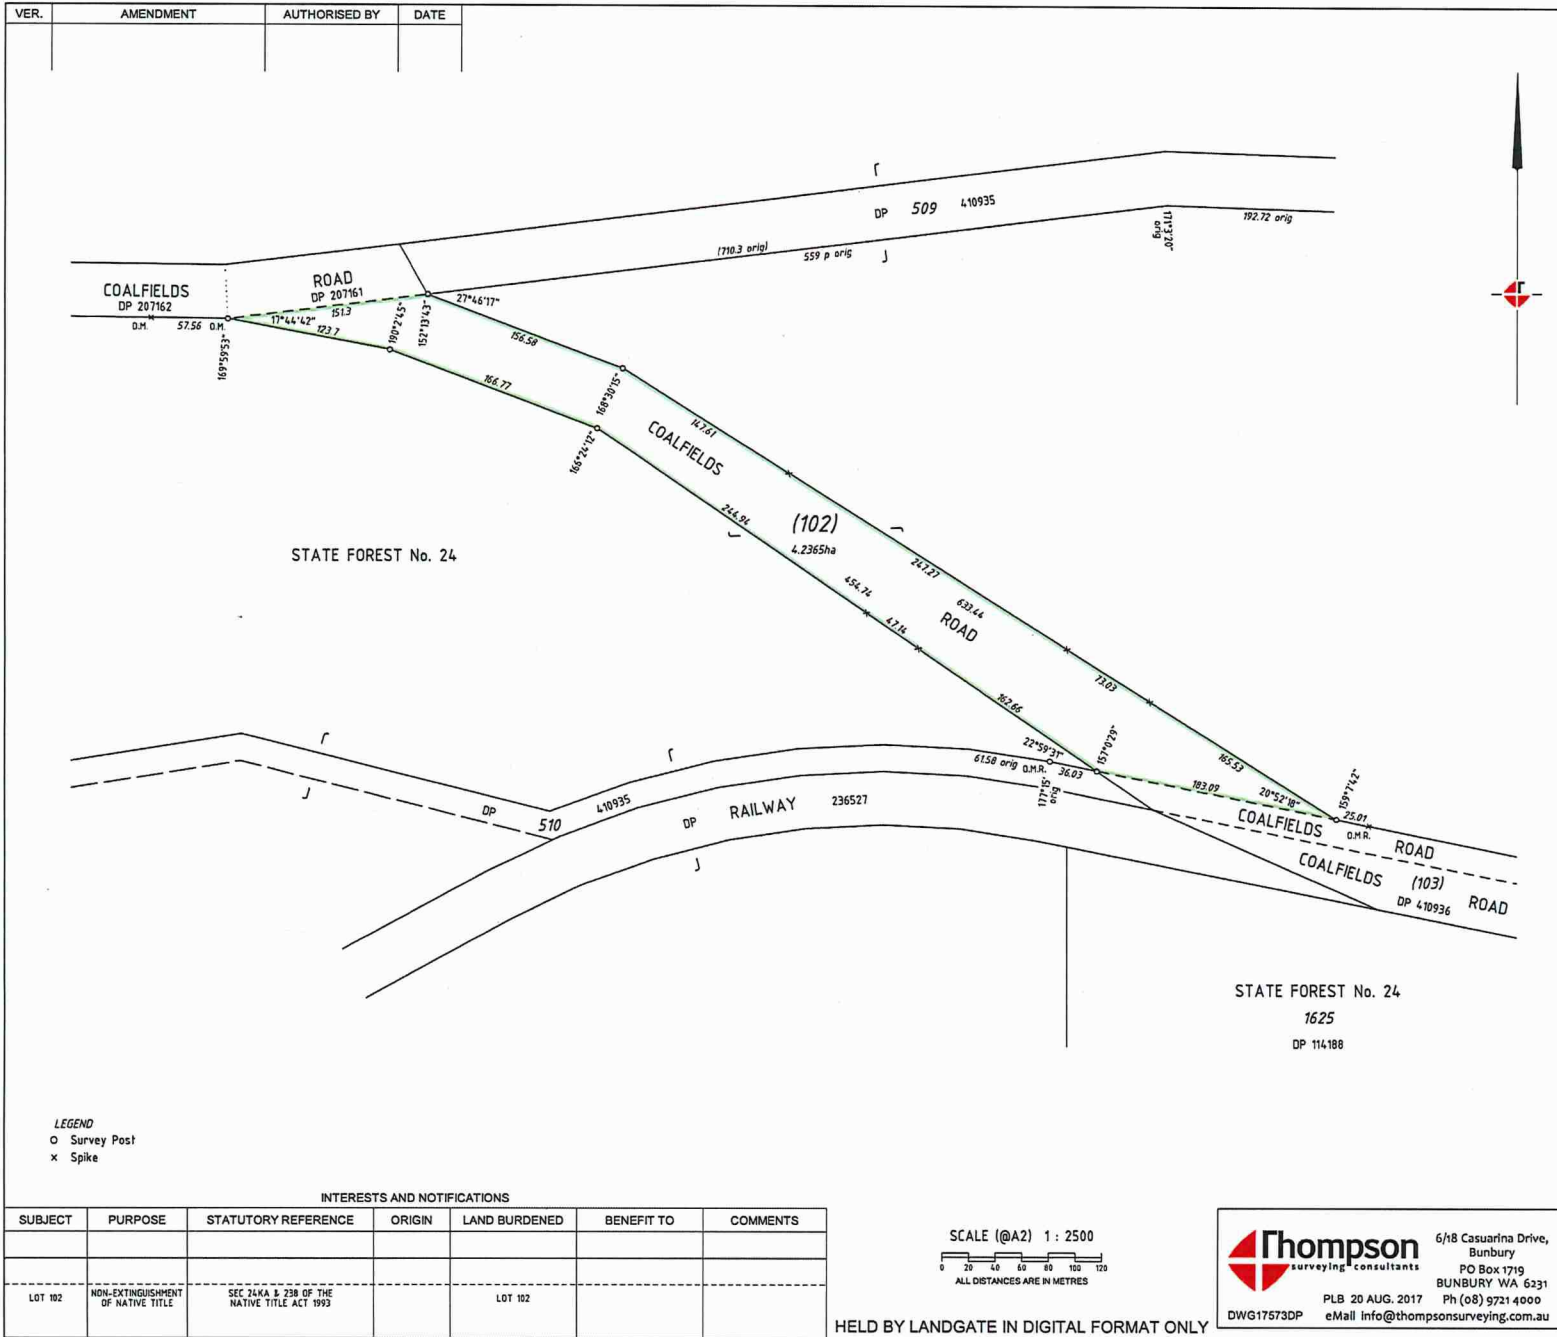 VER. AMENDMENT AUTHORISED BY DATE
DP 509 410935
(710.3 orig)
559 p orig
171°3'20"
orig
192.72 orig
COALFIELDS
DP 207162
ROAD
DP 207161
151.3
O.M. 57.56 O.M.
169°59'53"
17°44'42"
123.7
190°2'45"
152°13'43"
27°46'17"
156.58
166.77
168°30'15"
166°24'12"
147.61
COALFIELDS
(102)
4.2365ha
244.94
454.74
47.14
247.27
633.44
ROAD
73.03
162.66
165.53
STATE FOREST No. 24
22°59'31"
157°0'29"
61.58 orig O.M.R. 36.03
177°15'
orig
183.09
20°52'18"
159°7'42"
25.01
O.M.R.
COALFIELDS ROAD
COALFIELDS (103) ROAD
DP 410936
DP 510 410935
DP RAILWAY 236527
STATE FOREST No. 24
1625
DP 114188
LEGEND
o Survey Post
x Spike
INTERESTS AND NOTIFICATIONS
SUBJECT PURPOSE STATUTORY REFERENCE ORIGIN LAND BURDENED BENEFIT TO COMMENTS
LOT 102 NON-EXTINGUISHMENT OF NATIVE TITLE SEC 24KA & 238 OF THE NATIVE TITLE ACT 1993 LOT 102
SCALE (@A2) 1 : 2500
0 20 40 60 80 100 120
ALL DISTANCES ARE IN METRES
HELD BY LANDGATE IN DIGITAL FORMAT ONLY
Thompson
surveying consultants
6/18 Casuarina Drive,
Bunbury
PO Box 1719
BUNBURY WA 6231
PLB 20 AUG. 2017 Ph (08) 9721 4000
DWG17573DP eMail info@thompsonsurveying.com.au